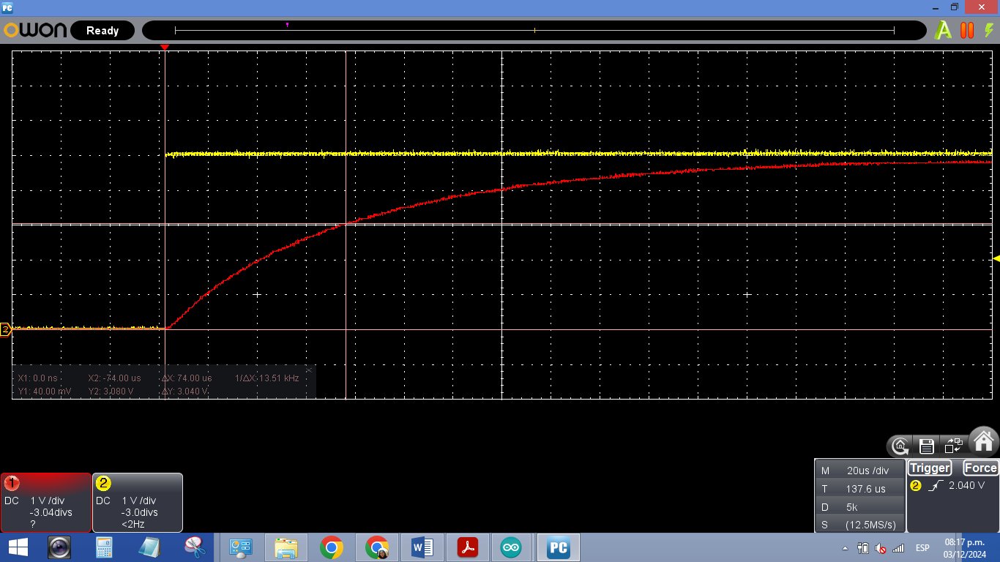 PC
OWON Ready A
2
X1: 0.0 ns X2: -74.00 us ΔX: 74.00 us 1/ΔX: 13.51 kHz
Y1: 40.00 mV Y2: 3.080 V ΔY: 3.040 V
1
DC 1 V /div
-3.04divs
?
2
DC 1 V /div
-3.0divs
<2Hz
M 20us /div
T 137.6 us
D 5k
S (12.5MS/s)
Trigger Force
2 2.040 V
W PC
ESP
08:17 p.m.
03/12/2024